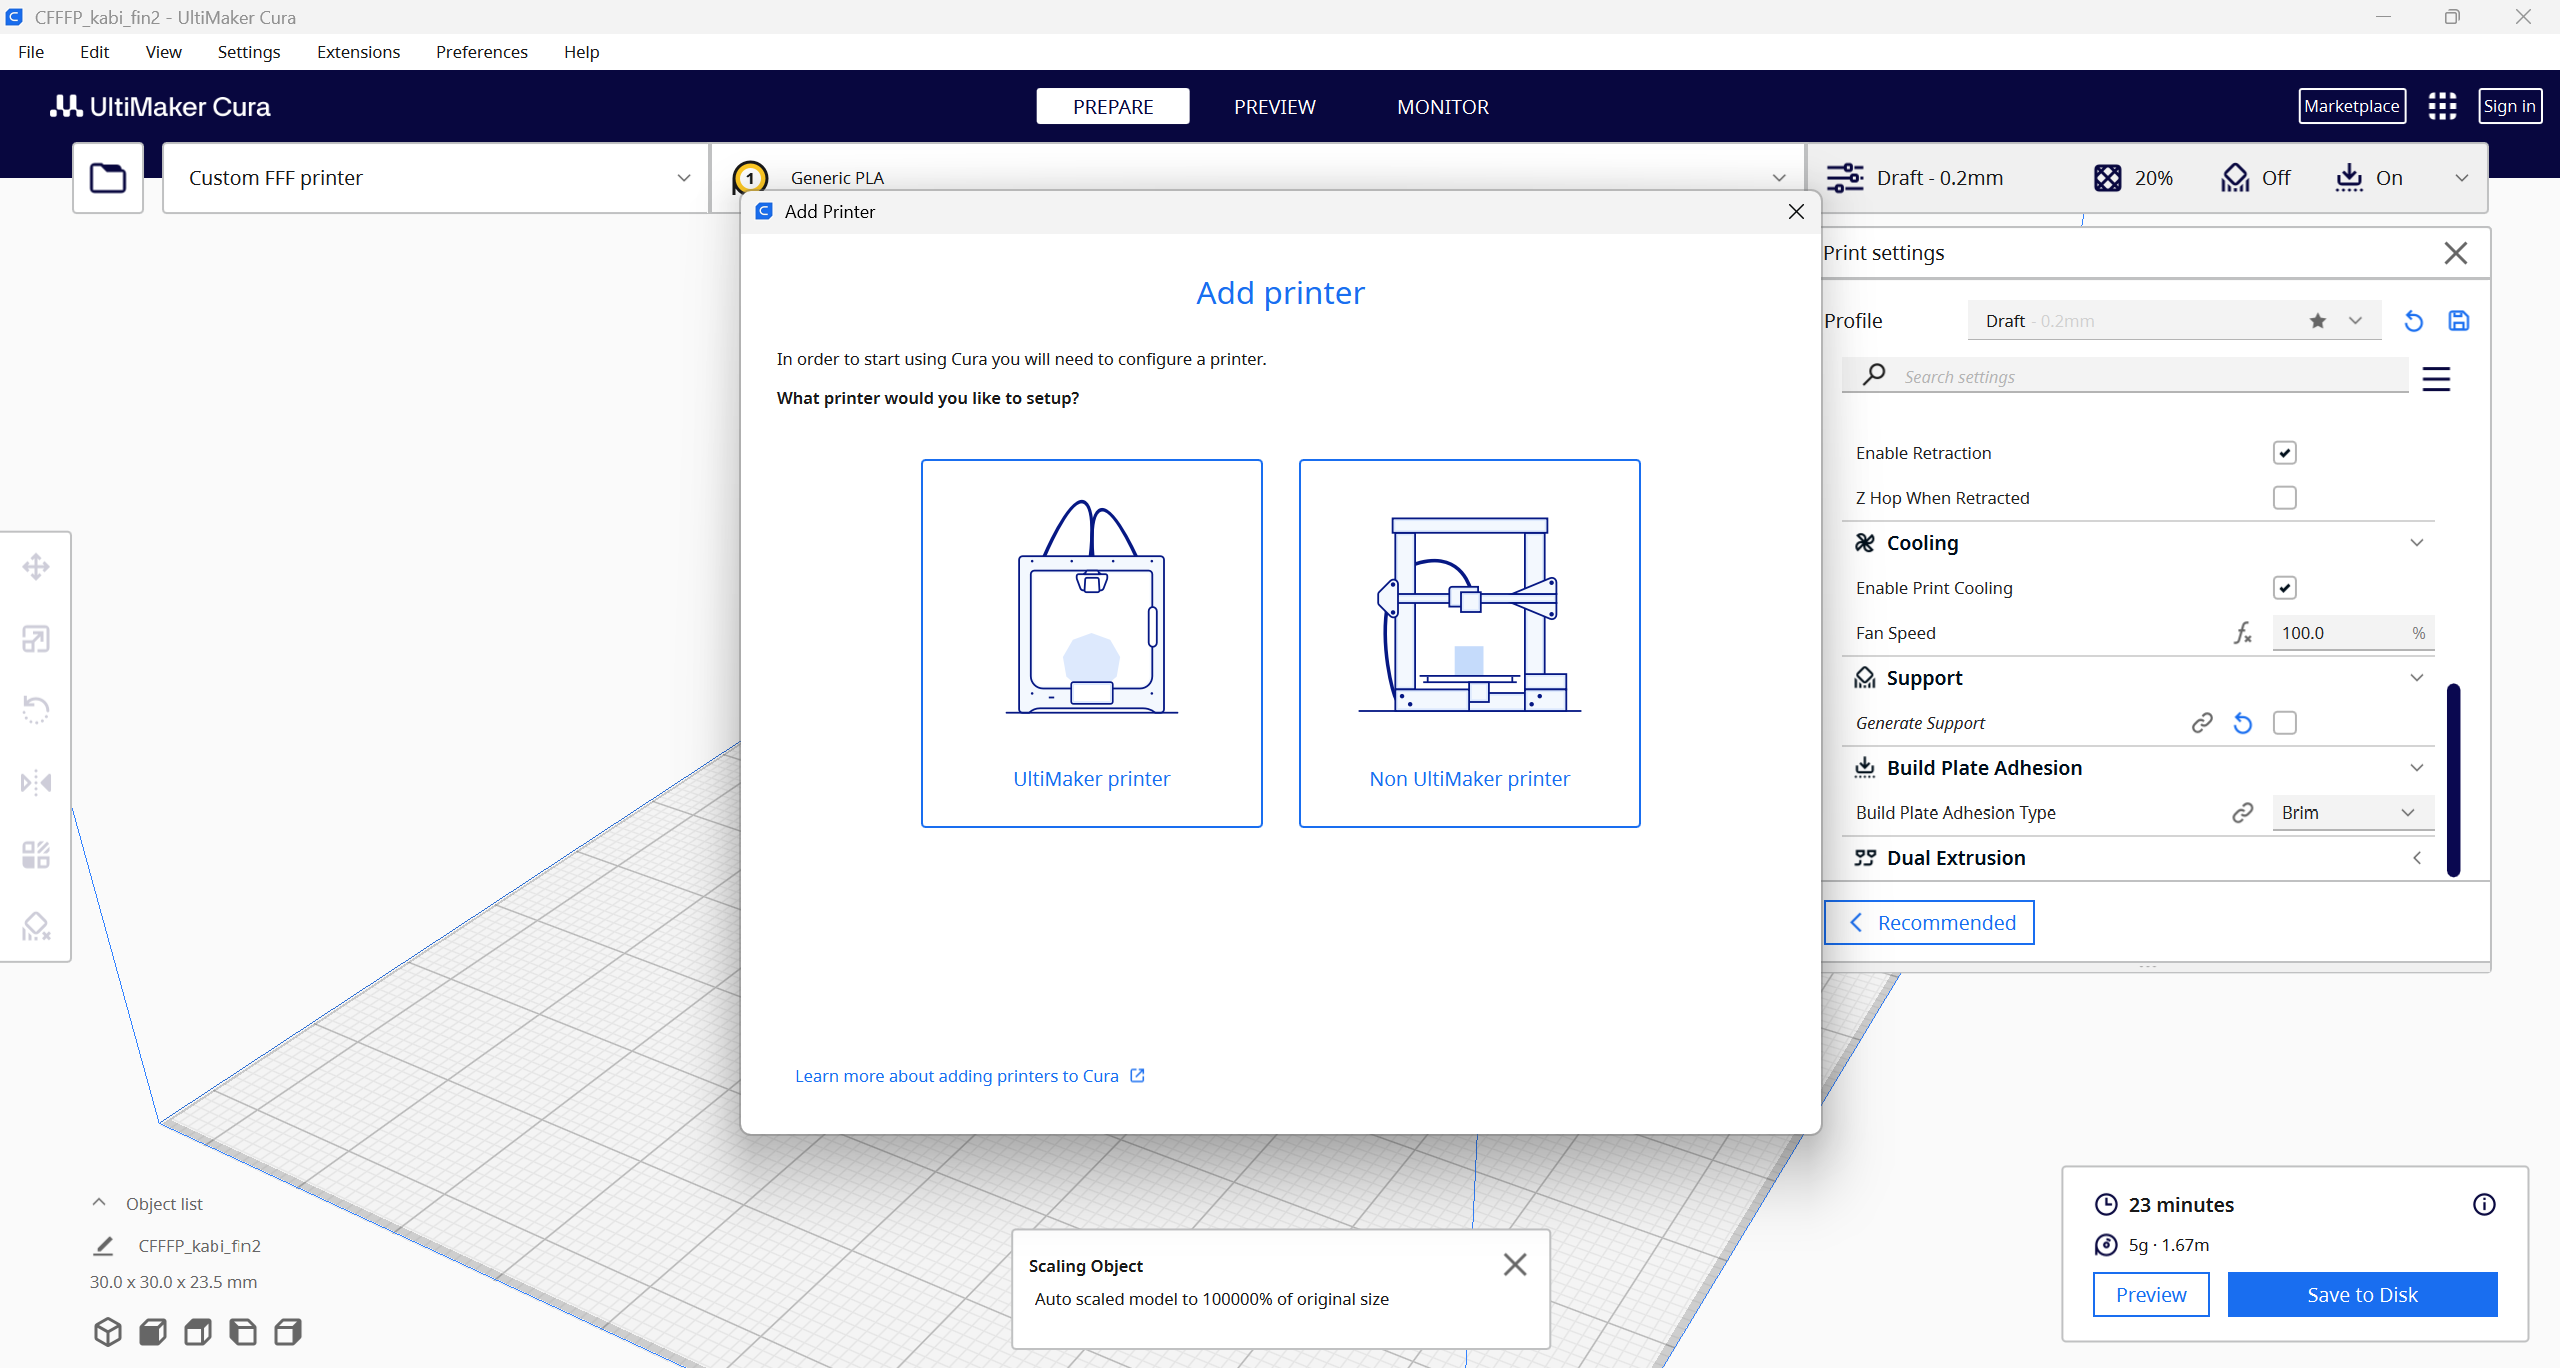 CFFFP_kabi_fin2 - UltiMaker Cura
File Edit View Settings Extensions Preferences Help
UltiMaker Cura
PREPARE PREVIEW MONITOR
Marketplace Sign in
Custom FFF printer
1 Generic PLA
Draft - 0.2mm 20% Off On
Add Printer
Add printer
In order to start using Cura you will need to configure a printer.
What printer would you like to setup?
UltiMaker printer
Non UltiMaker printer
Learn more about adding printers to Cura
Print settings
Profile Draft - 0.2mm
Search settings
Enable Retraction
Z Hop When Retracted
Cooling
Enable Print Cooling
Fan Speed fx 100.0 %
Support
Generate Support
Build Plate Adhesion
Build Plate Adhesion Type Brim
Dual Extrusion
Recommended
Object list
CFFFP_kabi_fin2
30.0 x 30.0 x 23.5 mm
Scaling Object
Auto scaled model to 100000% of original size
23 minutes
5g · 1.67m
Preview Save to Disk